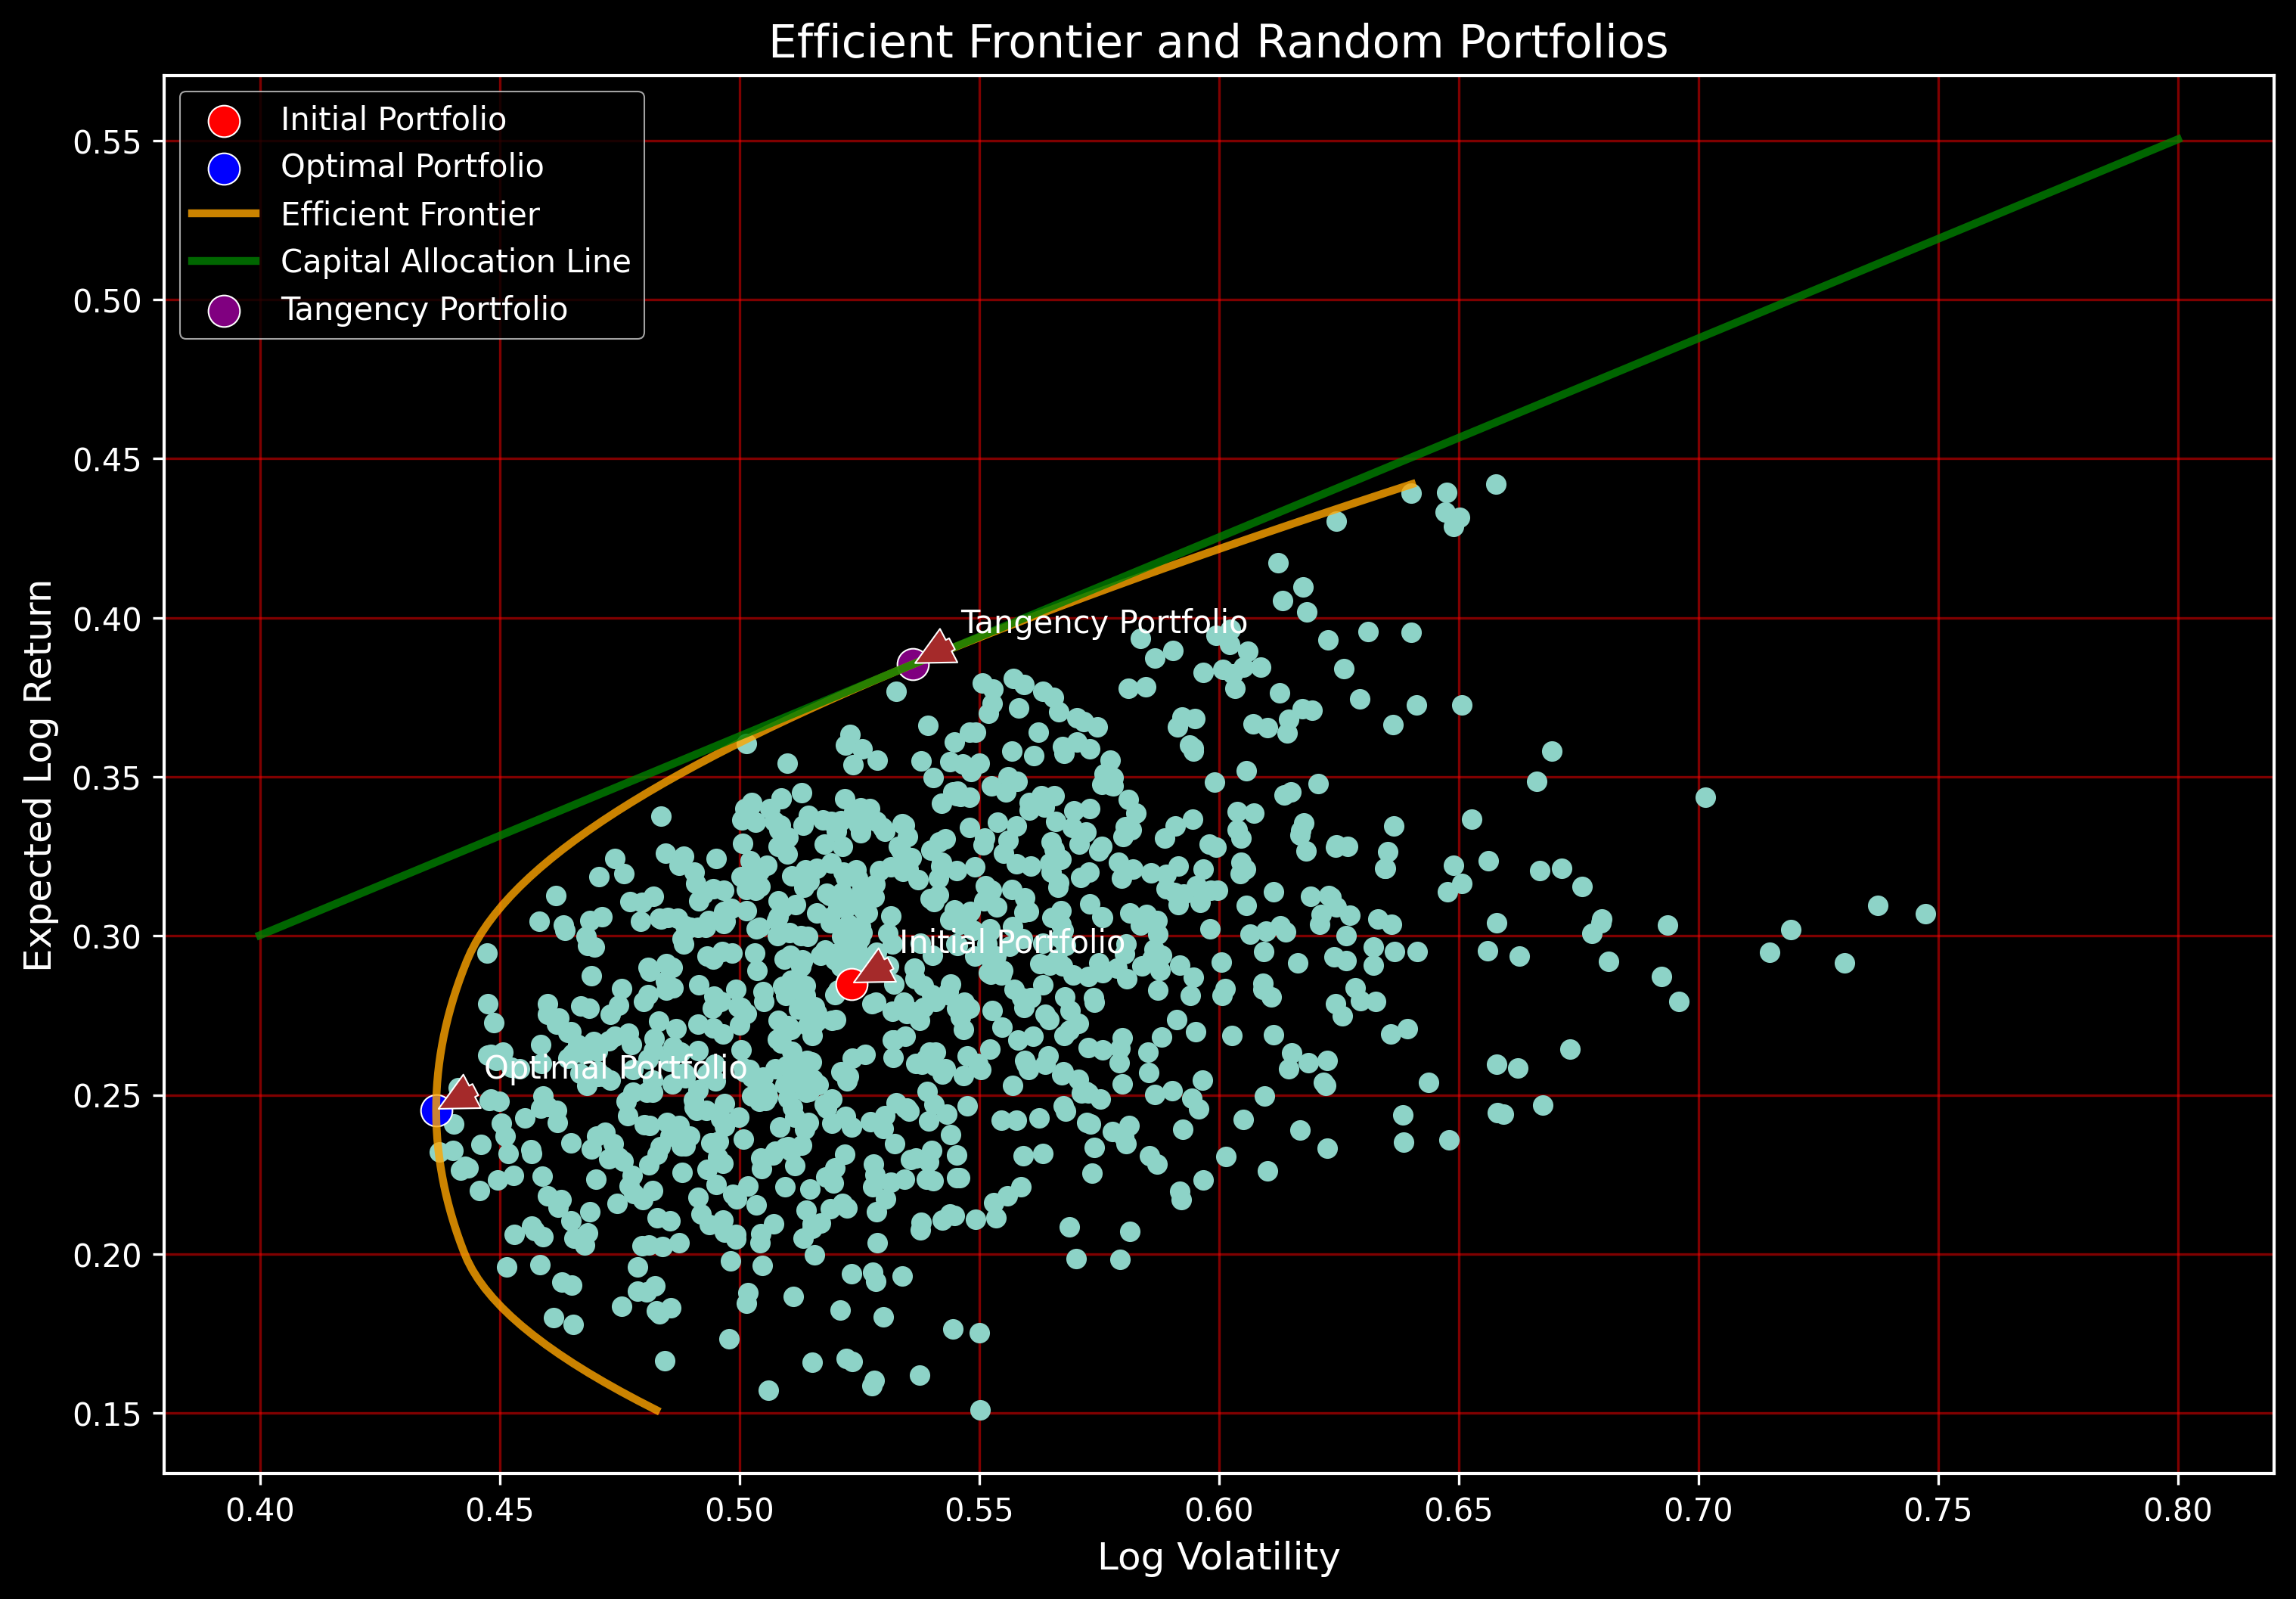 Efficient Frontier and Random Portfolios
Initial Portfolio
Optimal Portfolio
Efficient Frontier
Capital Allocation Line
Tangency Portfolio
0.55
0.50
0.45
0.40
0.35
0.30
0.25
0.20
0.15
Expected Log Return
Tangency Portfolio
Initial Portfolio
Optimal Portfolio
0.40 0.45 0.50 0.55 0.60 0.65 0.70 0.75 0.80
Log Volatility